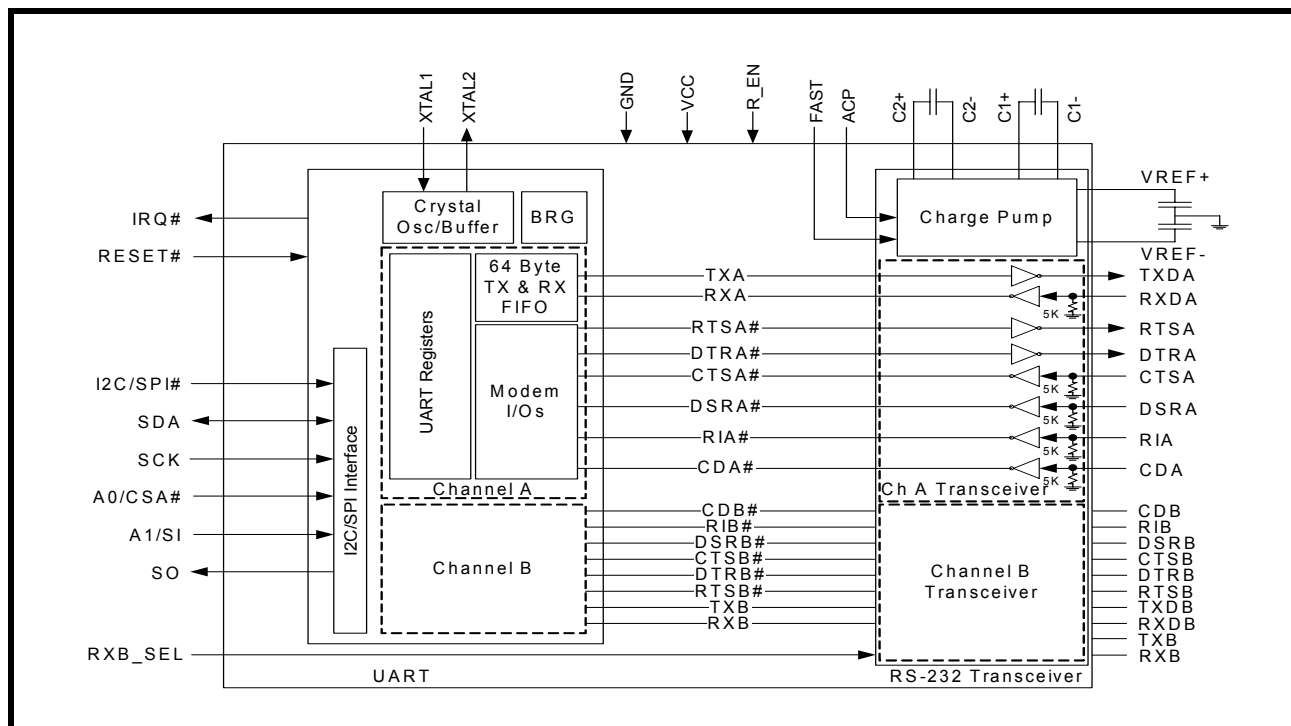 XTAL1
XTAL2
GND
VCC
R_EN
FAST
ACP
C2+
C2-
C1+
C1-
VREF+
VREF-
Crystal
Osc/Buffer
BRG
Charge Pump
IRQ#
RESET#
64 Byte
TX & RX
FIFO
UART Registers
Modem
I/Os
Channel A
TXA
RXA
RTSA#
DTRA#
CTSA#
DSRA#
RIA#
CDA#
5K
5K
5K
5K
5K
Ch A Transceiver
TXDA
RXDA
RTSA
DTRA
CTSA
DSRA
RIA
CDA
I2C/SPI#
SDA
SCK
A0/CSA#
A1/SI
SO
I2C/SPI Interface
Channel B
CDB#
RIB#
DSRB#
CTSB#
DTRB#
RTSB#
TXB
RXB
Channel B
Transceiver
CDB
RIB
DSRB
CTSB
DTRB
RTSB
TXDB
RXDB
TXB
RXB
RXB_SEL
UART
RS-232 Transceiver